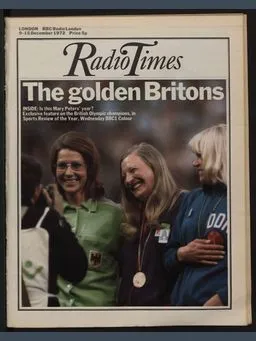 LONDON BBC Radio London
9-15 December 1972 Price 5p
Radio Times
The golden Britons
INSIDE: Is this Mary Peters' year?
Exclusive feature on the British Olympic champions, in
Sports Review of the Year, Wednesday BBC1 Colour
DDR